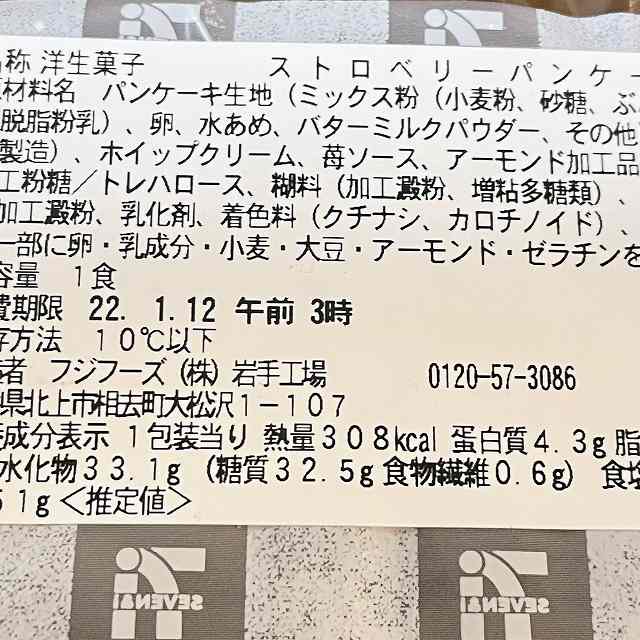 名称 洋生菓子 ストロベリーパンケー
材料名 パンケーキ生地(ミックス粉(小麦粉、砂糖、ぶ
脱脂粉乳)、卵、水あめ、バターミルクパウダー、その他
製造)、ホイップクリーム、苺ソース、アーモンド加工品
工粉糖/トレハロース、糊料(加工澱粉、増粘多糖類)、
加工澱粉、乳化剤、着色料(クチナシ、カロチノイド)、
一部に卵・乳成分・小麦・大豆・アーモンド・ゼラチンを
容量 1食
費期限 22. 1.12 午前 3時
存方法 10℃以下
者 フジフーズ(株)岩手工場 0120-57-3086
県北上市相去町大松沢1-107
成分表示 1包装当り 熱量308kcal 蛋白質4.3g 脂
水化物33.1g (糖質32.5g 食物繊維0.6g) 食塩
51g<推定値>
SEVEN&i
SEVEN&i